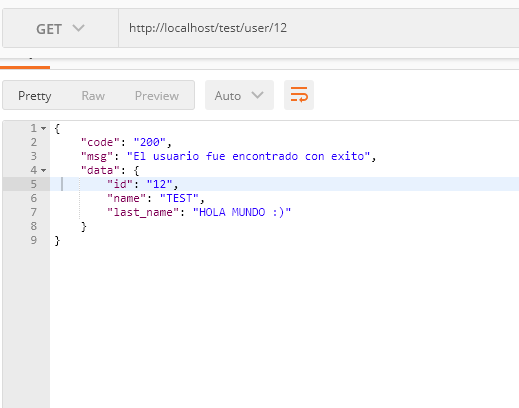 GET http://localhost/test/user/12
Pretty Raw Preview Auto
1 {
2 "code": "200",
3 "msg": "El usuario fue encontrado con exito",
4 "data": {
5 "id": "12",
6 "name": "TEST",
7 "last_name": "HOLA MUNDO :)"
8 }
9 }